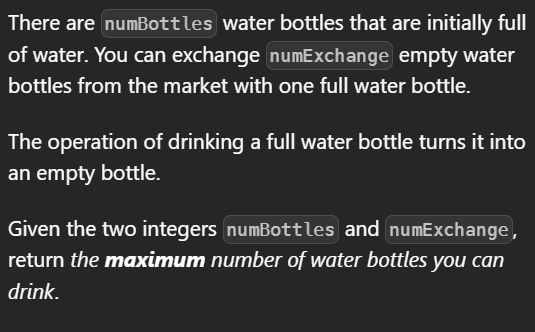 There are numBottles water bottles that are initially full
of water. You can exchange numExchange empty water
bottles from the market with one full water bottle.
The operation of drinking a full water bottle turns it into
an empty bottle.
Given the two integers numBottles and numExchange,
return the maximum number of water bottles you can
drink.